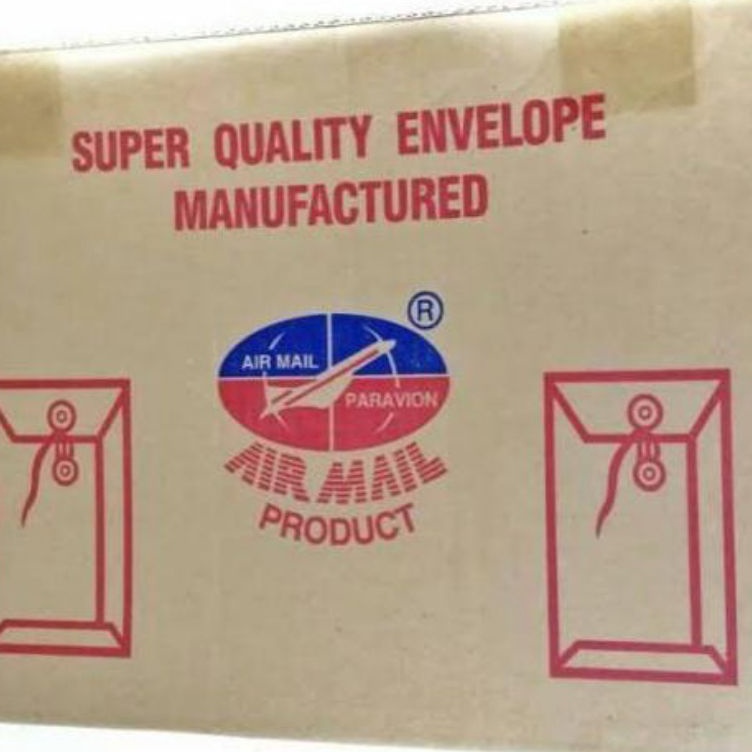 SUPER QUALITY ENVELOPE
MANUFACTURED
®
AIR MAIL
PARAVION
AIR MAIL
PRODUCT